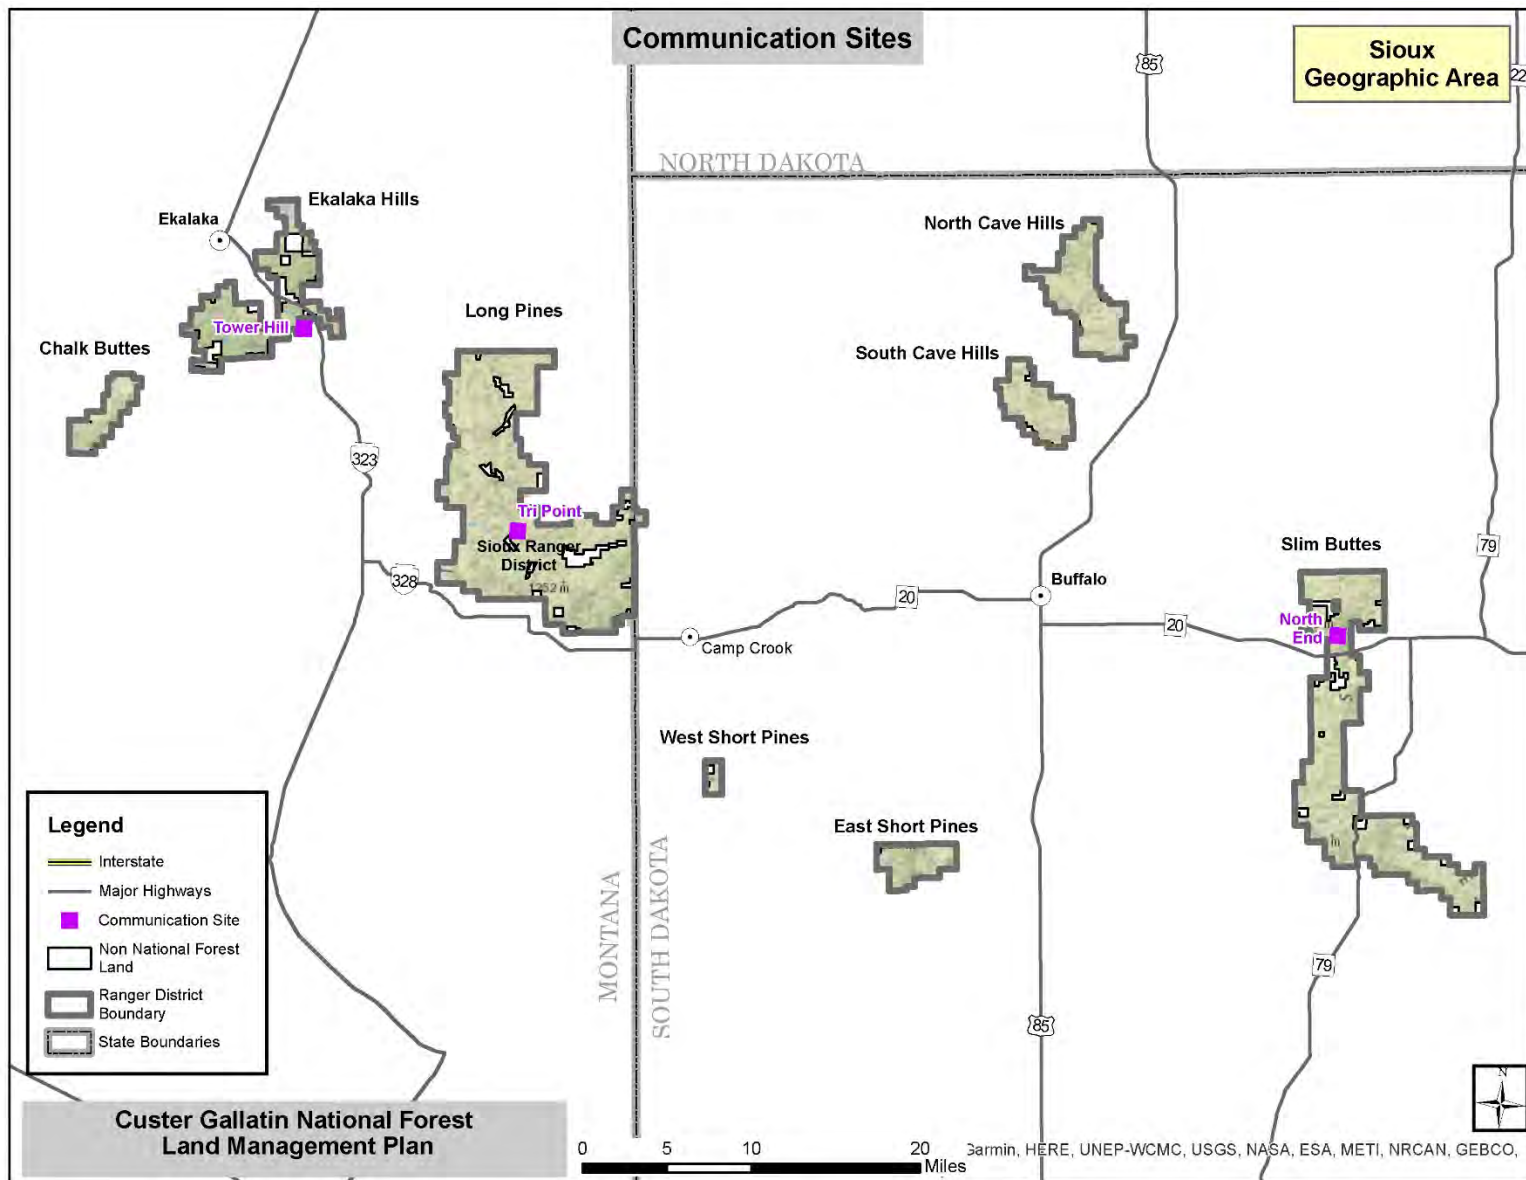 Communication Sites
Sioux
Geographic Area
85
22
NORTH DAKOTA
Ekalaka Hills
Ekalaka
North Cave Hills
Long Pines
Tower Hill
Chalk Buttes
South Cave Hills
323
Tri Point
Sioux Ranger
District
1252 m
328
Slim Buttes
79
Buffalo
20
20
North
End
Camp Crook
S
West Short Pines
East Short Pines
MONTANA
SOUTH DAKOTA
Legend
Interstate
Major Highways
Communication Site
Non National Forest
Land
Ranger District
Boundary
State Boundaries
79
85
N
Custer Gallatin National Forest
Land Management Plan
0 5 10 20
Miles
Garmin, HERE, UNEP-WCMC, USGS, NASA, ESA, METI, NRCAN, GEBCO,